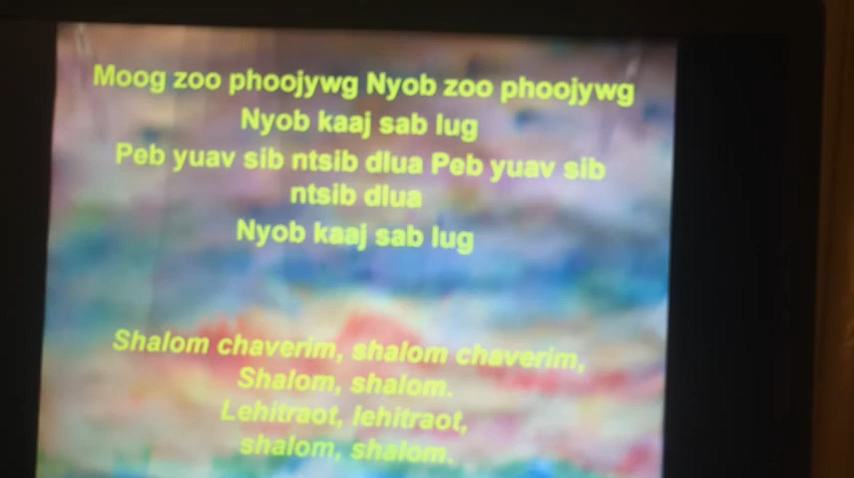 Moog zoo phoojywg Nyob zoo phoojywg
Nyob kaaj sab lug
Peb yuav sib ntsib dlua Peb yuav sib
ntsib dlua
Nyob kaaj sab lug
Shalom chaverim, shalom chaverim,
Shalom, shalom.
Lehitraot, lehitraot,
shalom, shalom.